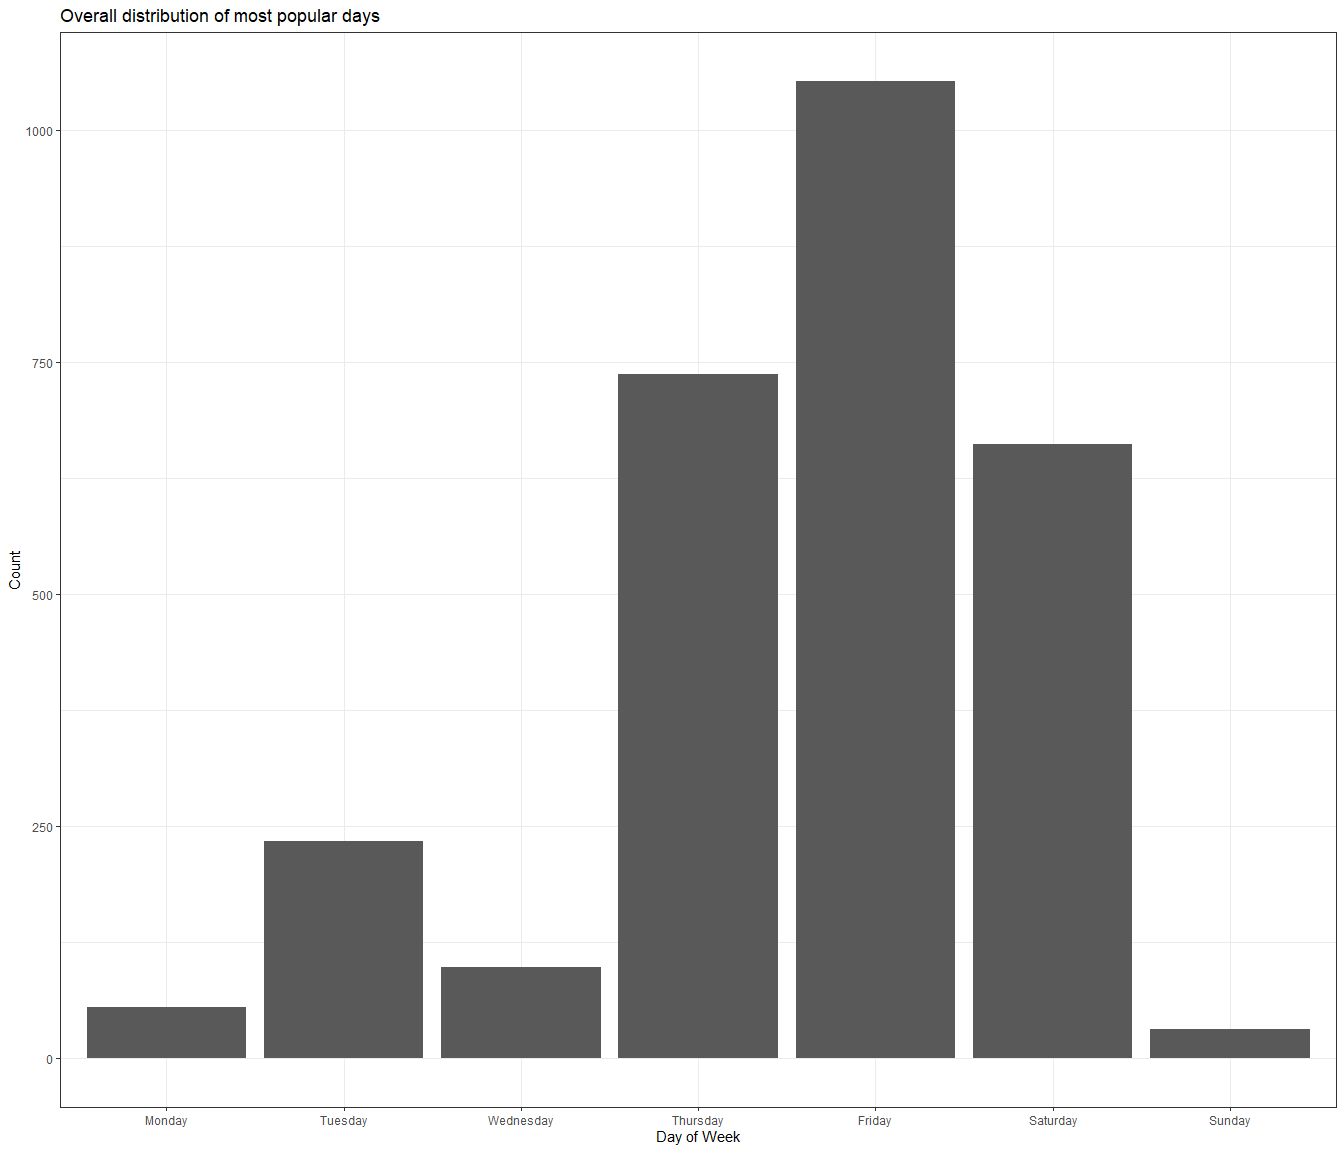 Overall distribution of most popular days
1000
750
500
250
0
Count
Monday Tuesday Wednesday Thursday Friday Saturday Sunday
Day of Week